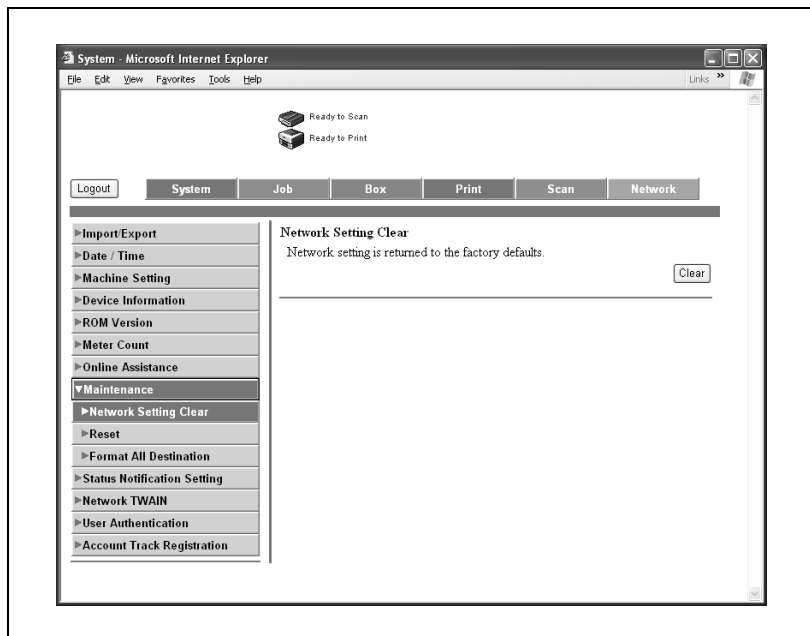 System - Microsoft Internet Explorer
File Edit View Favorites Tools Help Links »
Ready to Scan
Ready to Print
Logout System Job Box Print Scan Network
Import/Export
Date / Time
Machine Setting
Device Information
ROM Version
Meter Count
Online Assistance
Maintenance
Network Setting Clear
Reset
Format All Destination
Status Notification Setting
Network TWAIN
User Authentication
Account Track Registration
Network Setting Clear
Network setting is returned to the factory defaults.
Clear